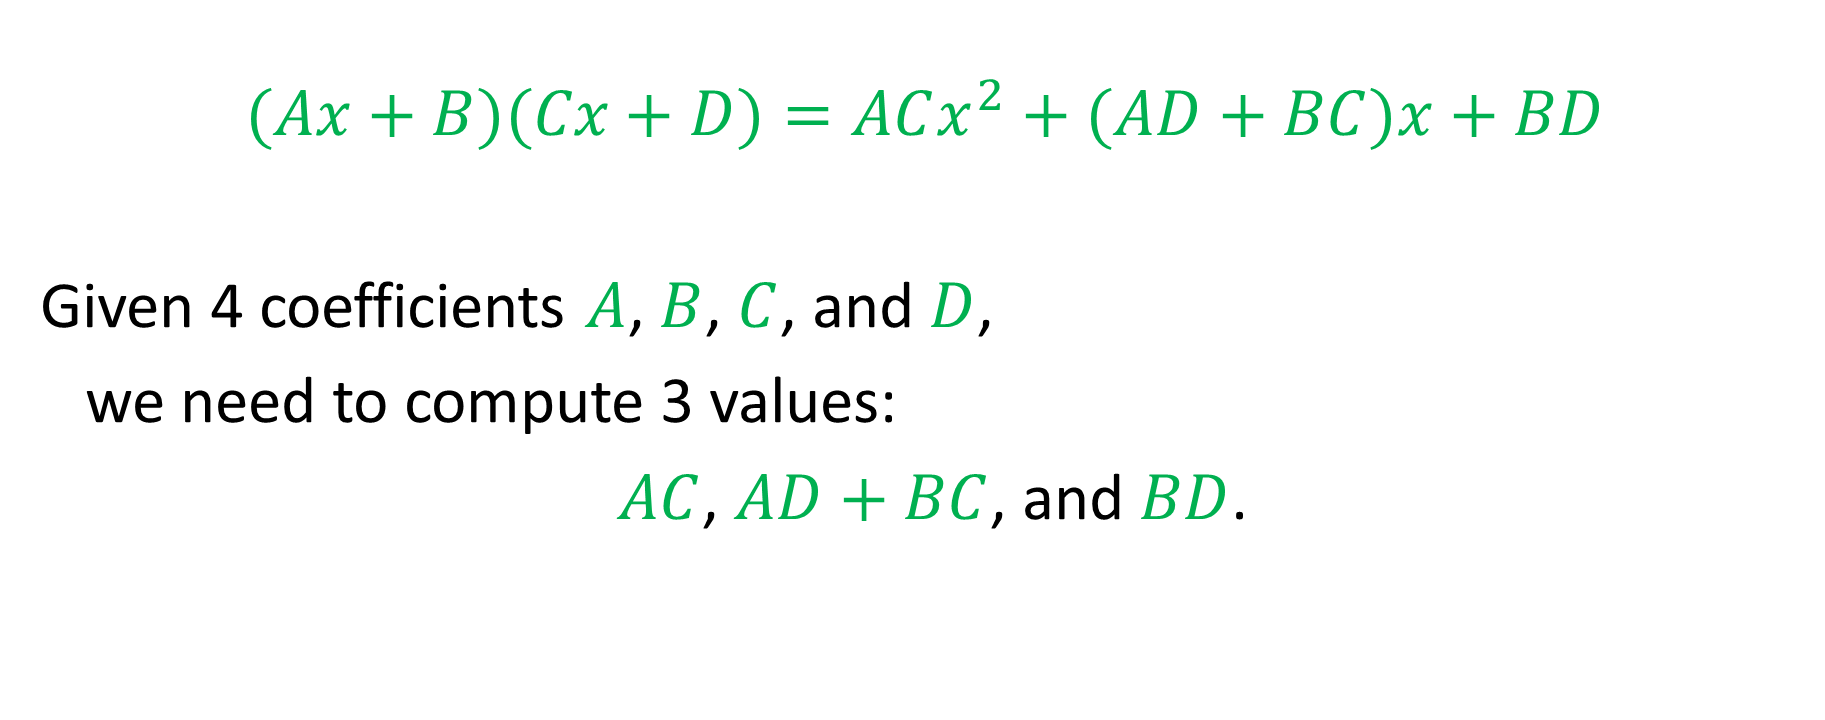 (Ax + B)(Cx + D) = ACx² + (AD + BC)x + BD
Given 4 coefficients A, B, C, and D,
we need to compute 3 values:
AC, AD + BC, and BD.